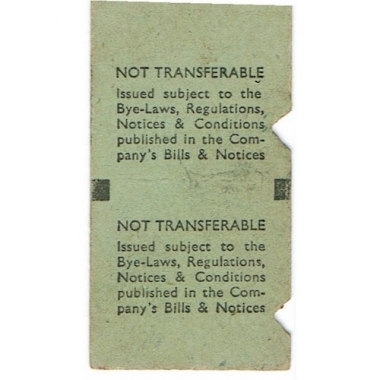 NOT TRANSFERABLE
Issued subject to the
Bye-Laws, Regulations,
Notices & Conditions
published in the Com-
pany's Bills & Notices
NOT TRANSFERABLE
Issued subject to the
Bye-Laws, Regulations,
Notices & Conditions
published in the Com-
pany's Bills & Notices